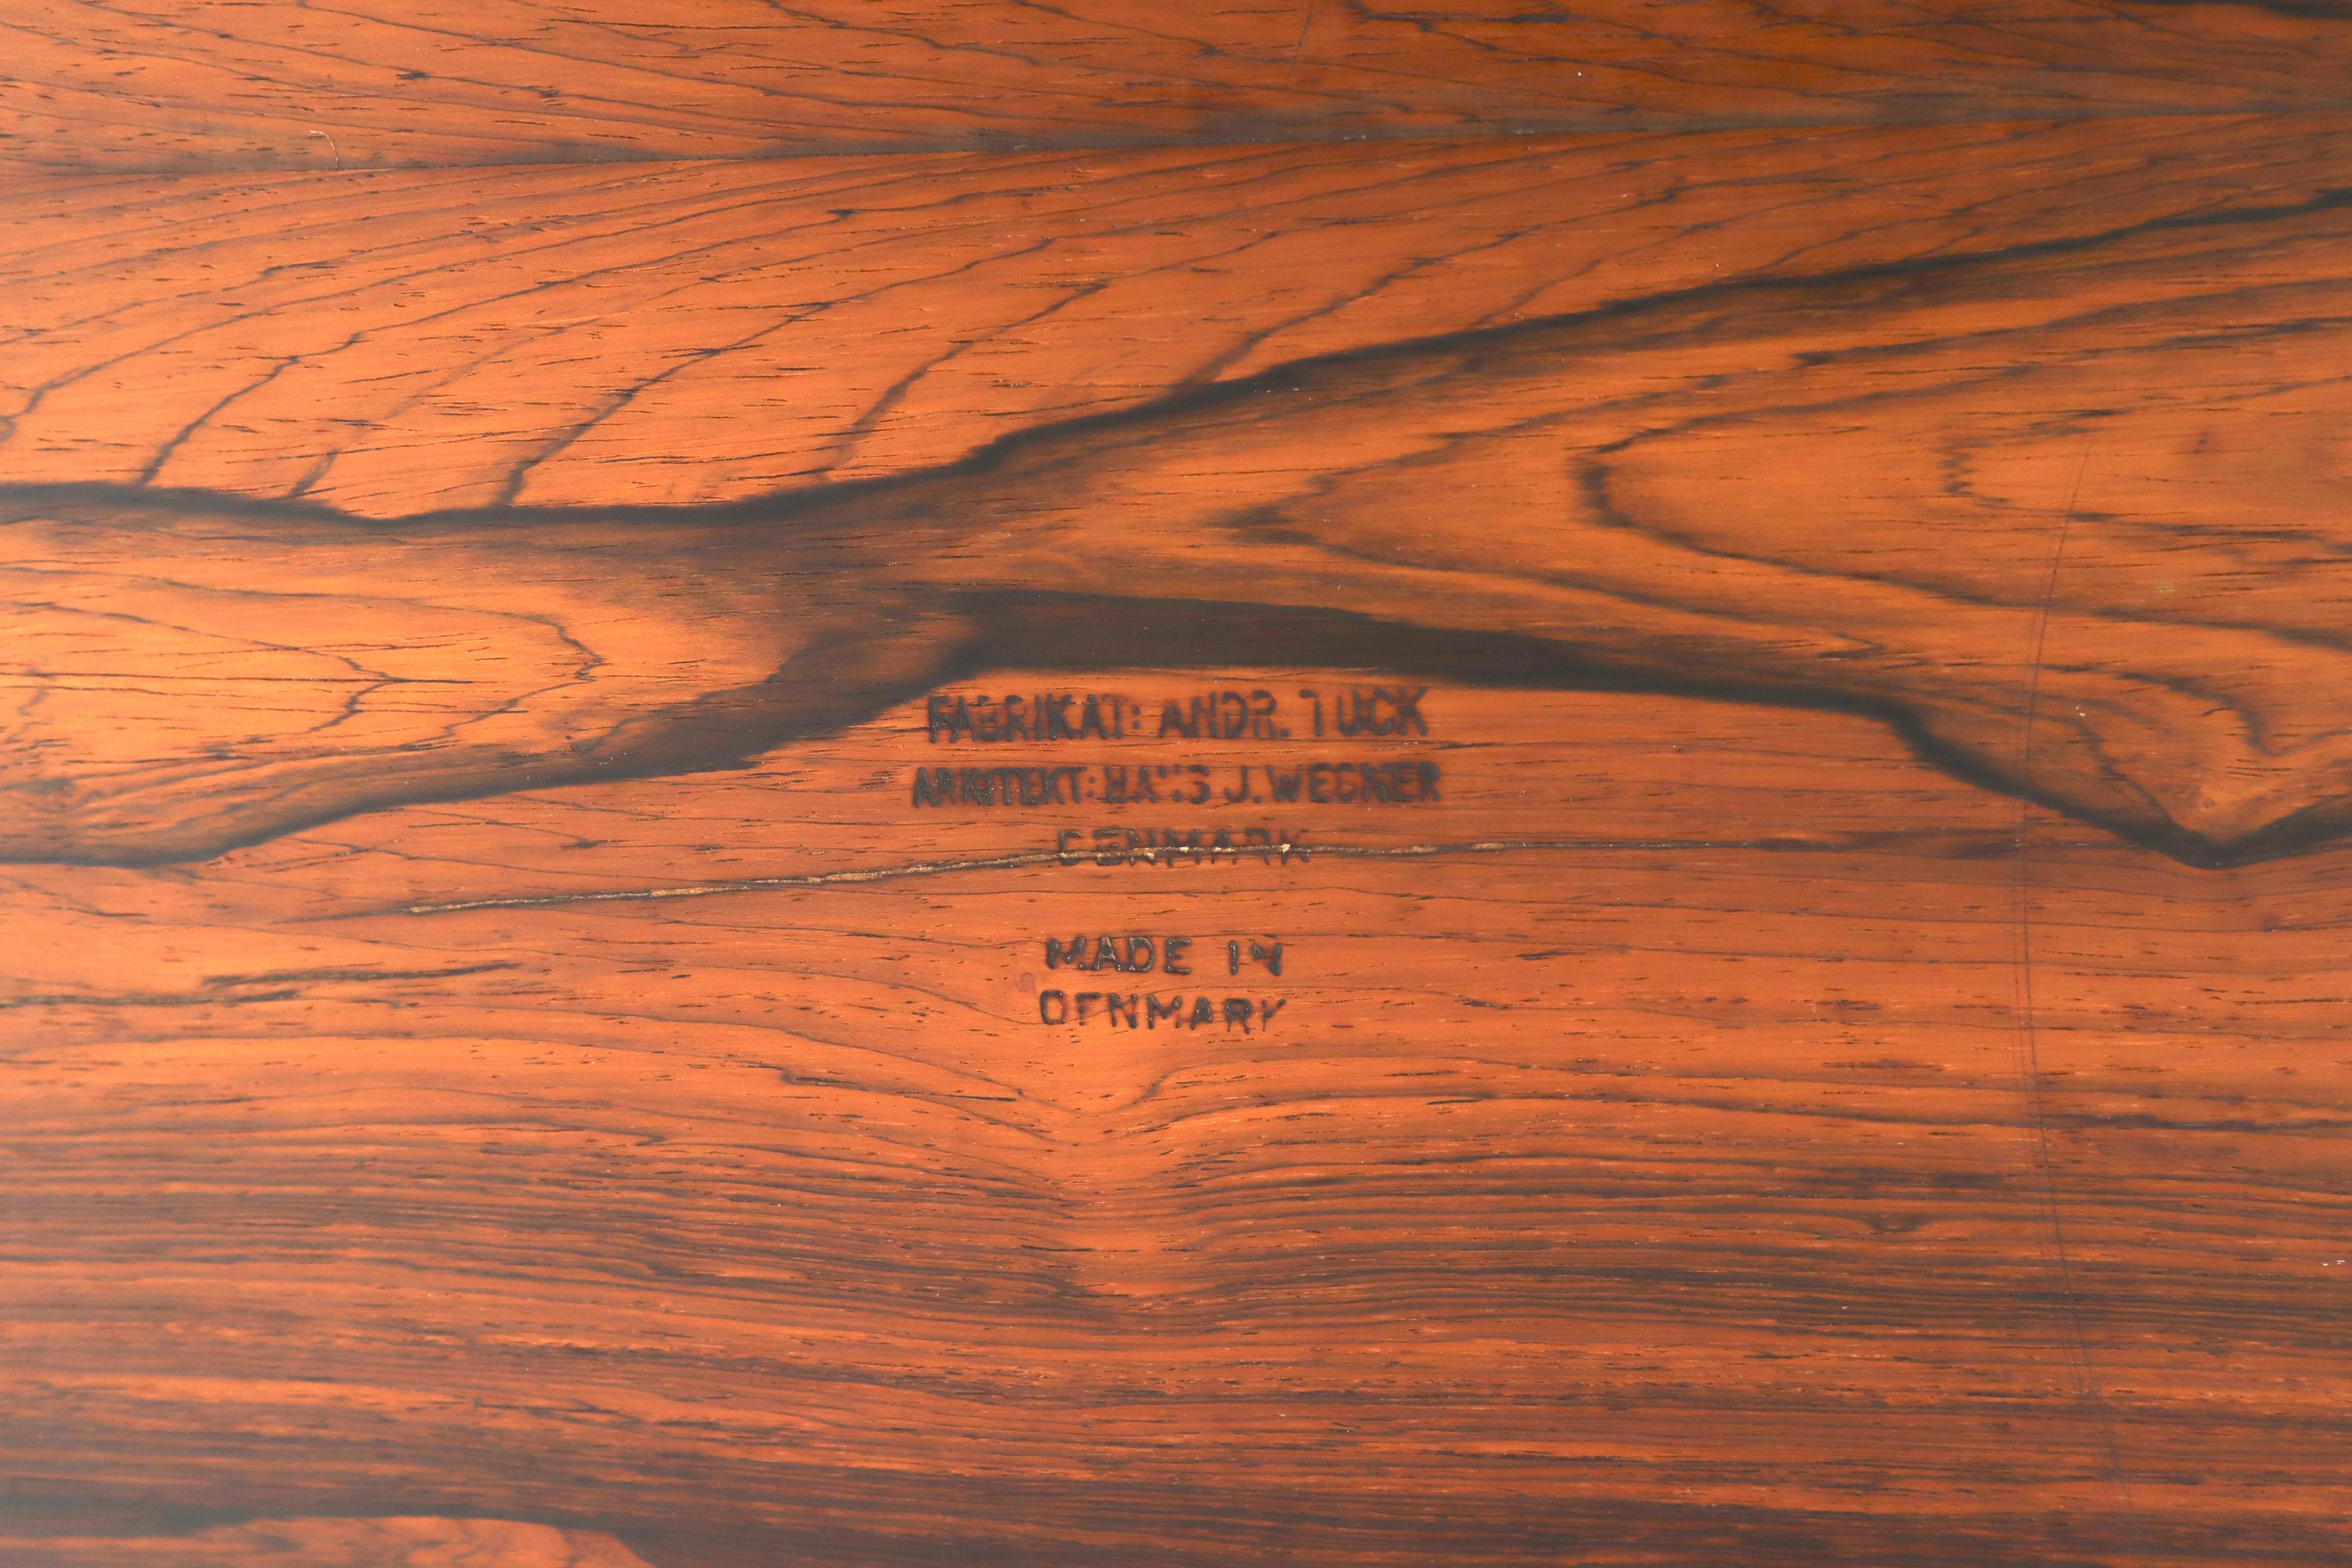 FABRIKAT: ANDR. TUCK
ARKITEKT: HANS J. WEGNER
DENMARK
MADE IN
DENMARK